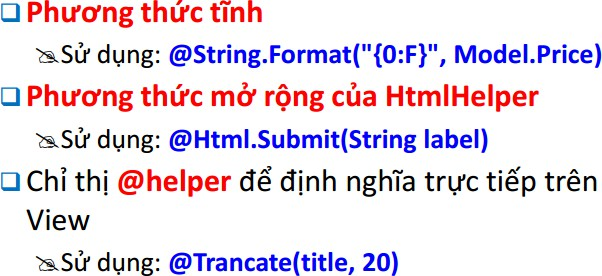 Phương thức tĩnh
Sử dụng: @String.Format("{0:F}", Model.Price)
Phương thức mở rộng của HtmlHelper
Sử dụng: @Html.Submit(String label)
Chỉ thị @helper để định nghĩa trực tiếp trên
View
Sử dụng: @Trancate(title, 20)